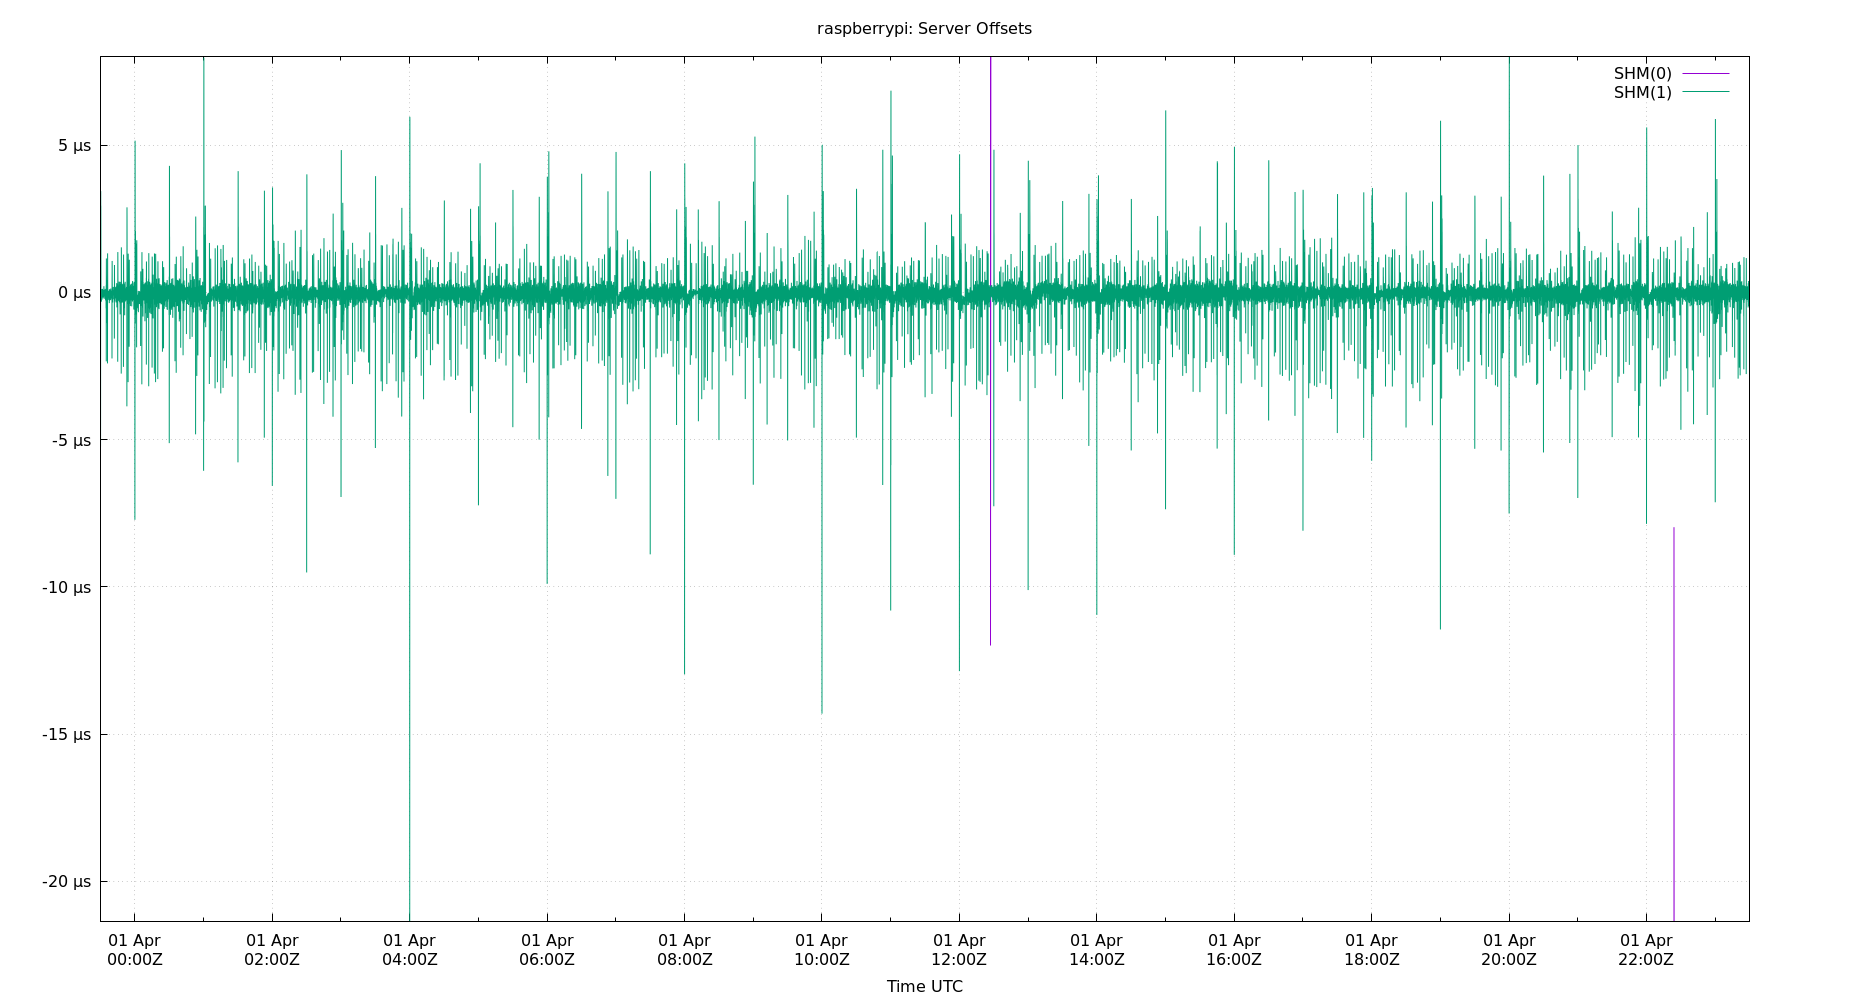 raspberrypi: Server Offsets
SHM(0)
SHM(1)
5 µs
0 µs
-5 µs
-10 µs
-15 µs
-20 µs
01 Apr 01 Apr 01 Apr 01 Apr 01 Apr 01 Apr 01 Apr 01 Apr 01 Apr 01 Apr 01 Apr 01 Apr
00:00Z 02:00Z 04:00Z 06:00Z 08:00Z 10:00Z 12:00Z 14:00Z 16:00Z 18:00Z 20:00Z 22:00Z
Time UTC